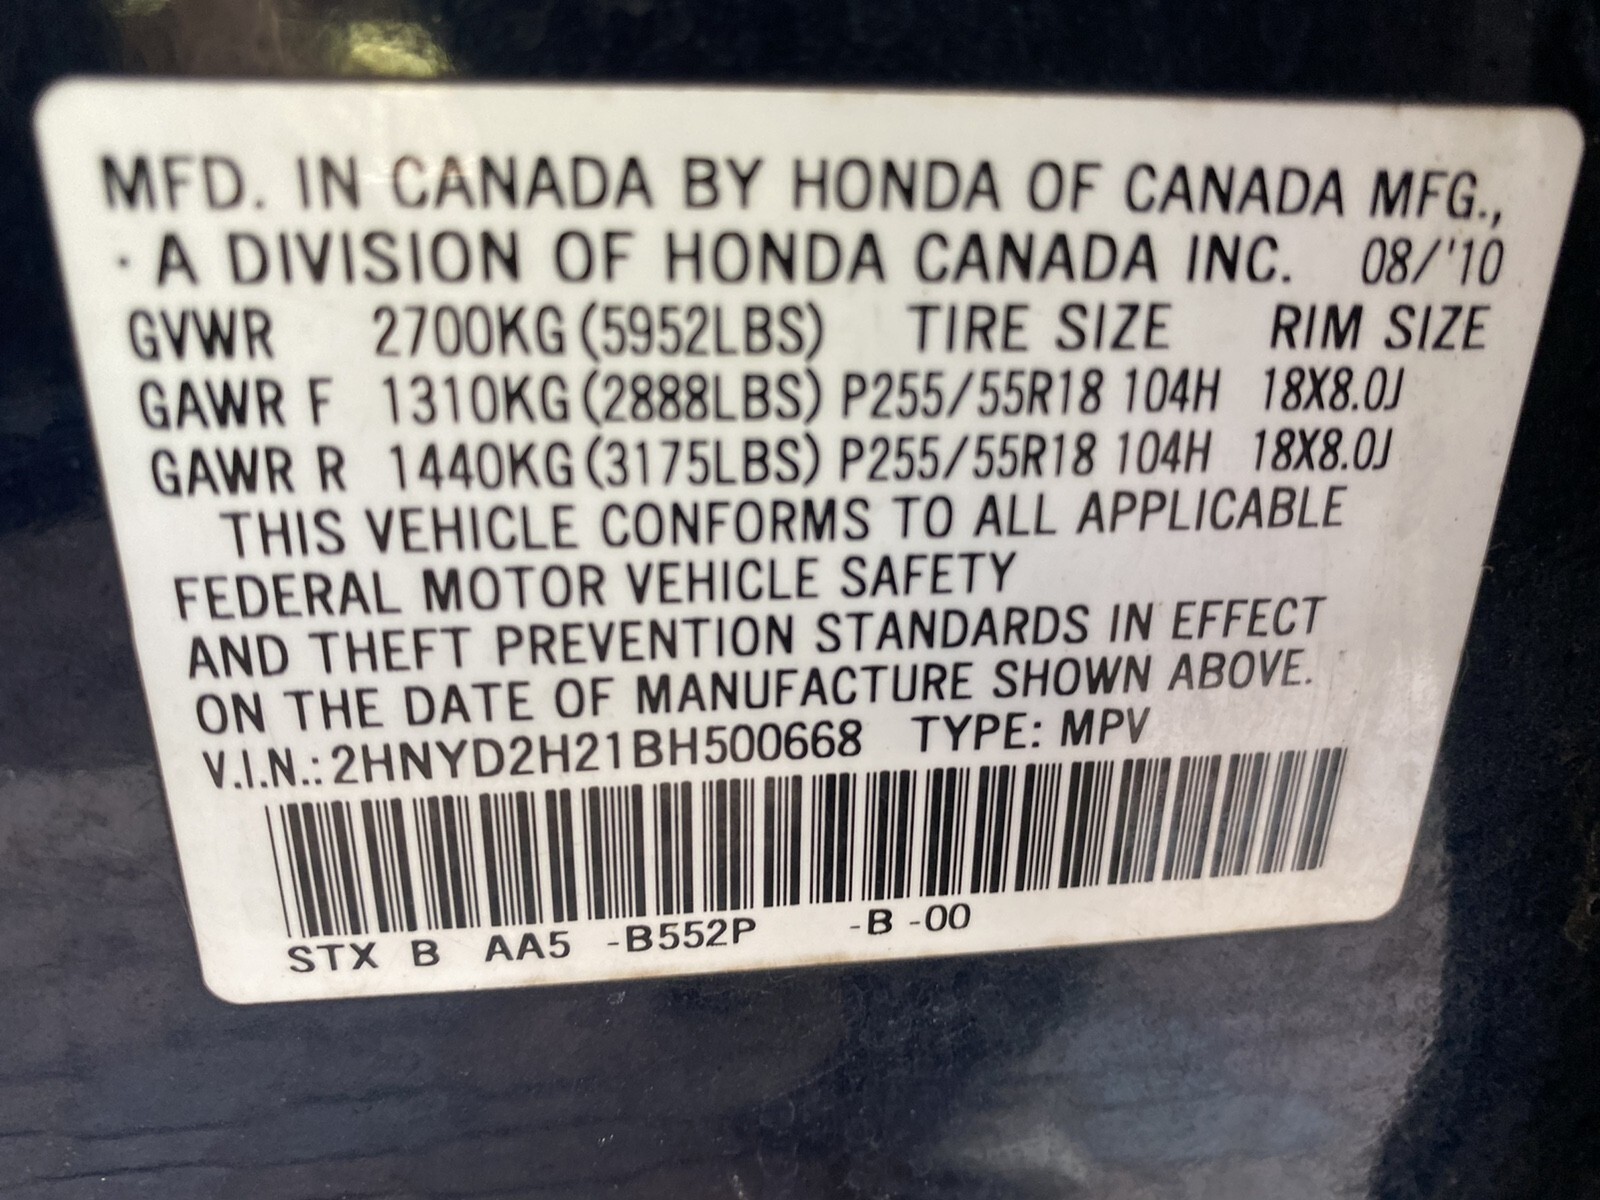 MFD. IN CANADA BY HONDA OF CANADA MFG.,
· A DIVISION OF HONDA CANADA INC. 08/'10
GVWR 2700KG (5952LBS) TIRE SIZE RIM SIZE
GAWR F 1310KG (2888LBS) P255/55R18 104H 18X8.0J
GAWR R 1440KG (3175LBS) P255/55R18 104H 18X8.0J
THIS VEHICLE CONFORMS TO ALL APPLICABLE
FEDERAL MOTOR VEHICLE SAFETY
AND THEFT PREVENTION STANDARDS IN EFFECT
ON THE DATE OF MANUFACTURE SHOWN ABOVE.
V.I.N.: 2HNYD2H21BH500668 TYPE: MPV
STX B AA5 -B552P -B -00